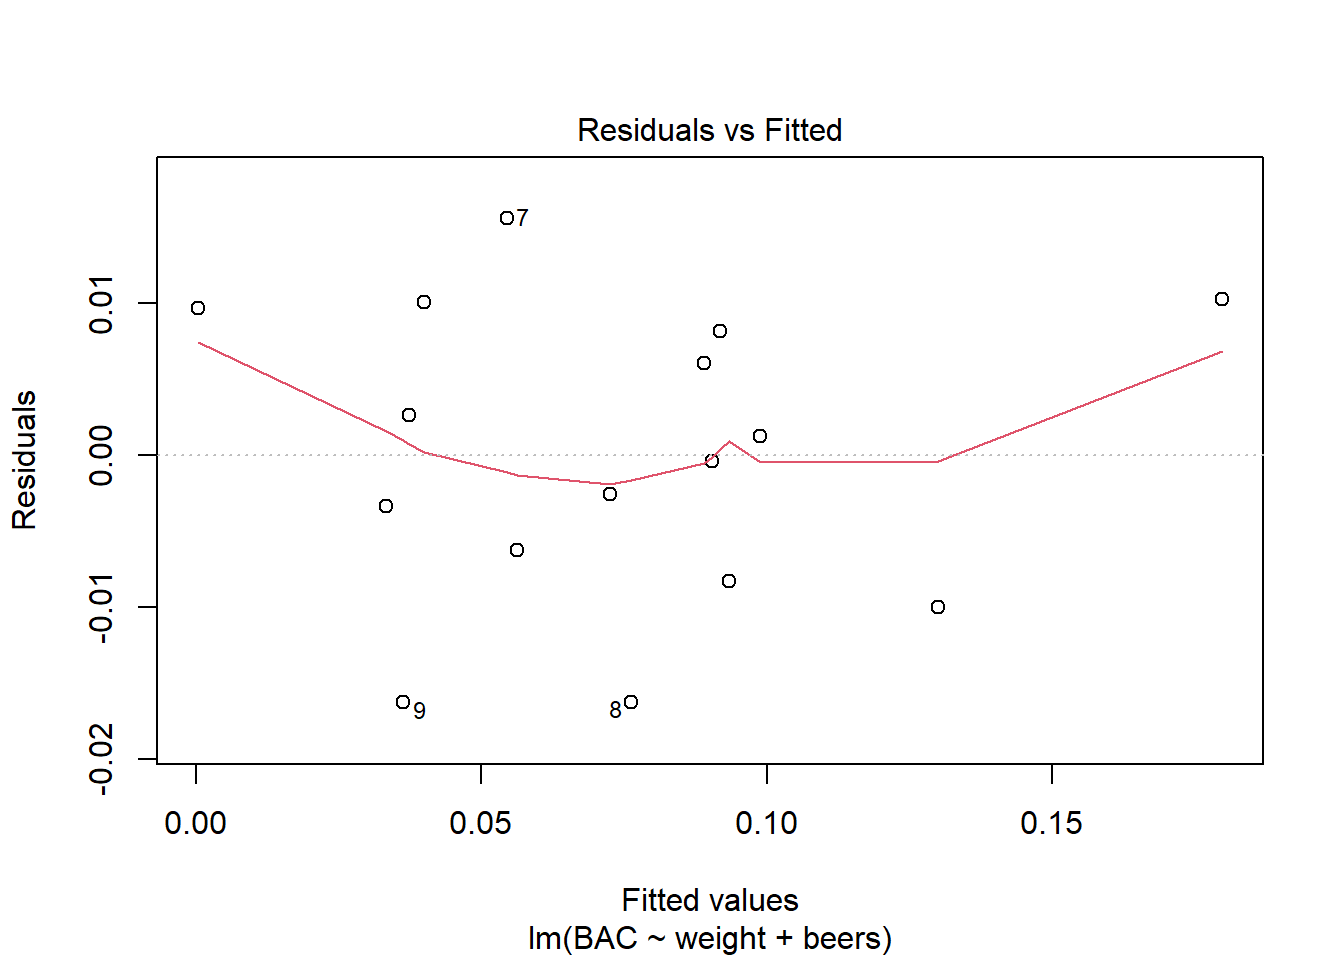 Residuals vs Fitted
Residuals
0.01
0.00
-0.01
-0.02
7
9
8
0.00 0.05 0.10 0.15
Fitted values
lm(BAC ~ weight + beers)